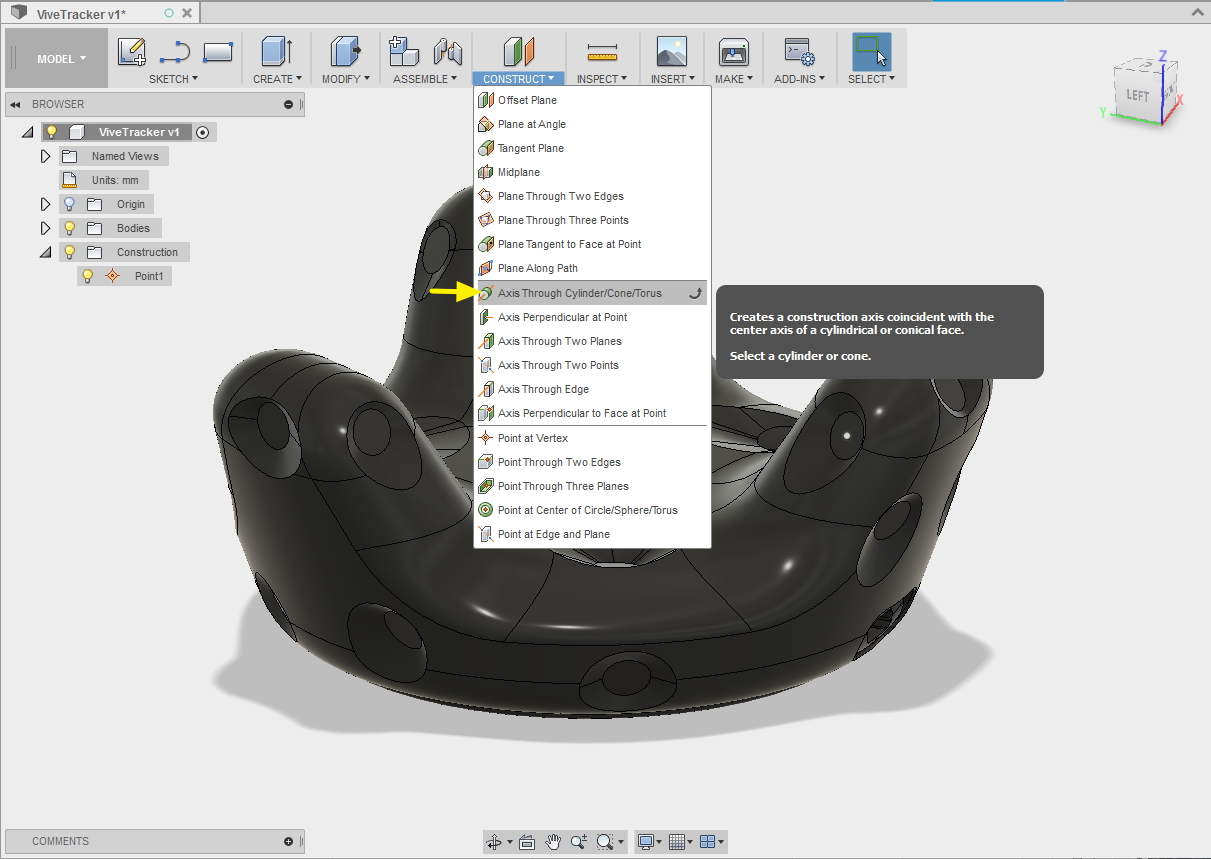 ViveTracker v1*
MODEL
SKETCH
CREATE
MODIFY
ASSEMBLE
CONSTRUCT
INSPECT
INSERT
MAKE
ADD-INS
SELECT
BROWSER
ViveTracker v1
Named Views
Units: mm
Origin
Bodies
Construction
Point1
Offset Plane
Plane at Angle
Tangent Plane
Midplane
Plane Through Two Edges
Plane Through Three Points
Plane Tangent to Face at Point
Plane Along Path
Axis Through Cylinder/Cone/Torus
Axis Perpendicular at Point
Axis Through Two Planes
Axis Through Two Points
Axis Through Edge
Axis Perpendicular to Face at Point
Point at Vertex
Point Through Two Edges
Point Through Three Planes
Point at Center of Circle/Sphere/Torus
Point at Edge and Plane
Creates a construction axis coincident with the
center axis of a cylindrical or conical face.
Select a cylinder or cone.
Z
LEFT
X
Y
COMMENTS